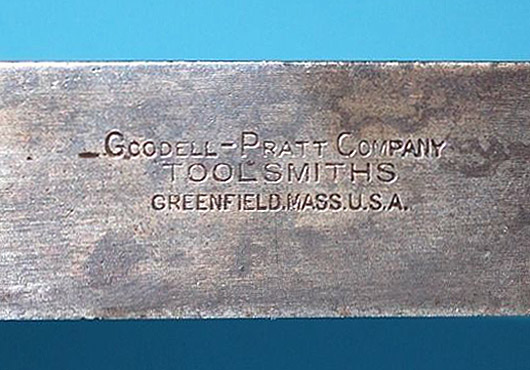 GOODELL-PRATT COMPANY
TOOLSMITHS
GREENFIELD.MASS.U.S.A.